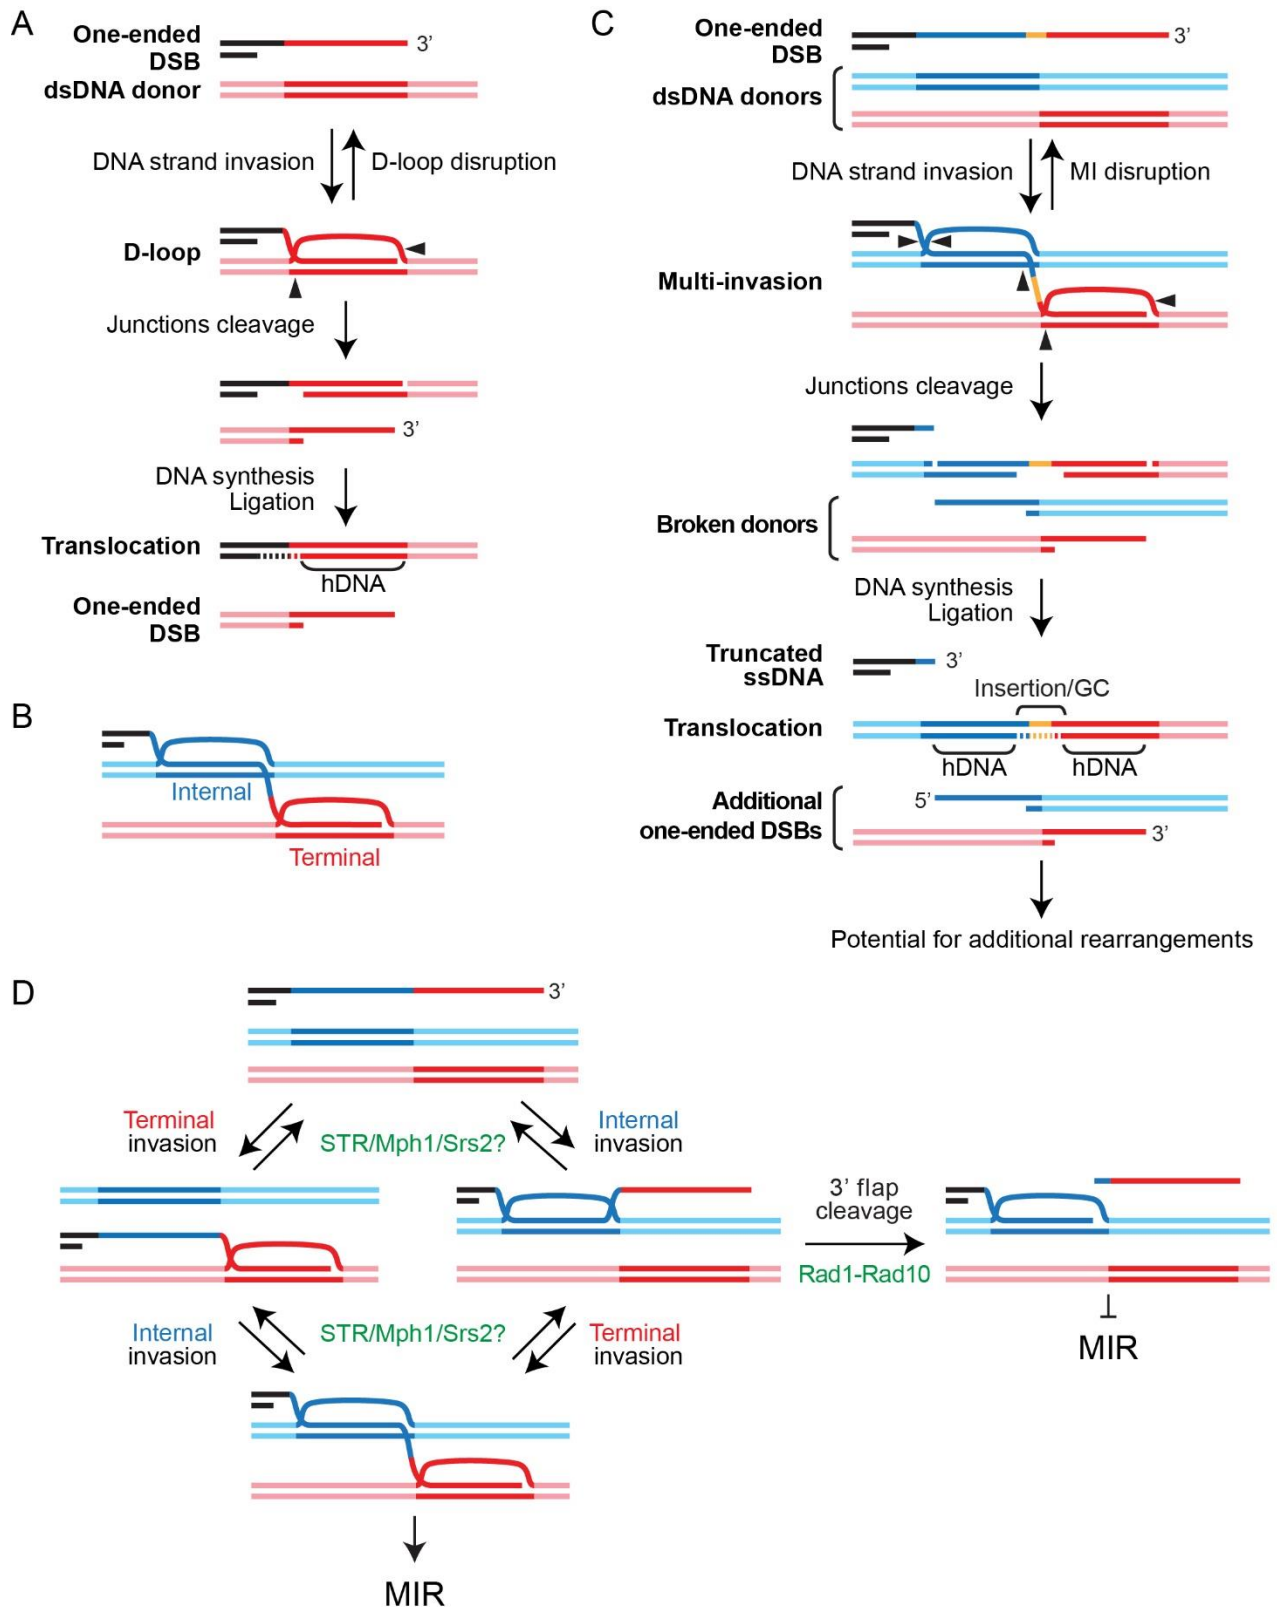 A
One-ended
DSB
3’
dsDNA donor
DNA strand invasion
D-loop disruption
D-loop
Junctions cleavage
3’
DNA synthesis
Ligation
Translocation
hDNA
One-ended
DSB
B
Internal
Terminal
C
One-ended
DSB
3’
dsDNA donors
DNA strand invasion
MI disruption
Multi-invasion
Junctions cleavage
Broken donors
DNA synthesis
Ligation
Truncated
ssDNA
3’
Insertion/GC
Translocation
hDNA
hDNA
Additional
one-ended DSBs
5’
3’
Potential for additional rearrangements
D
3’
Terminal
invasion
STR/Mph1/Srs2?
Internal
invasion
3’ flap
cleavage
Rad1-Rad10
MIR
Internal
invasion
STR/Mph1/Srs2?
Terminal
invasion
MIR